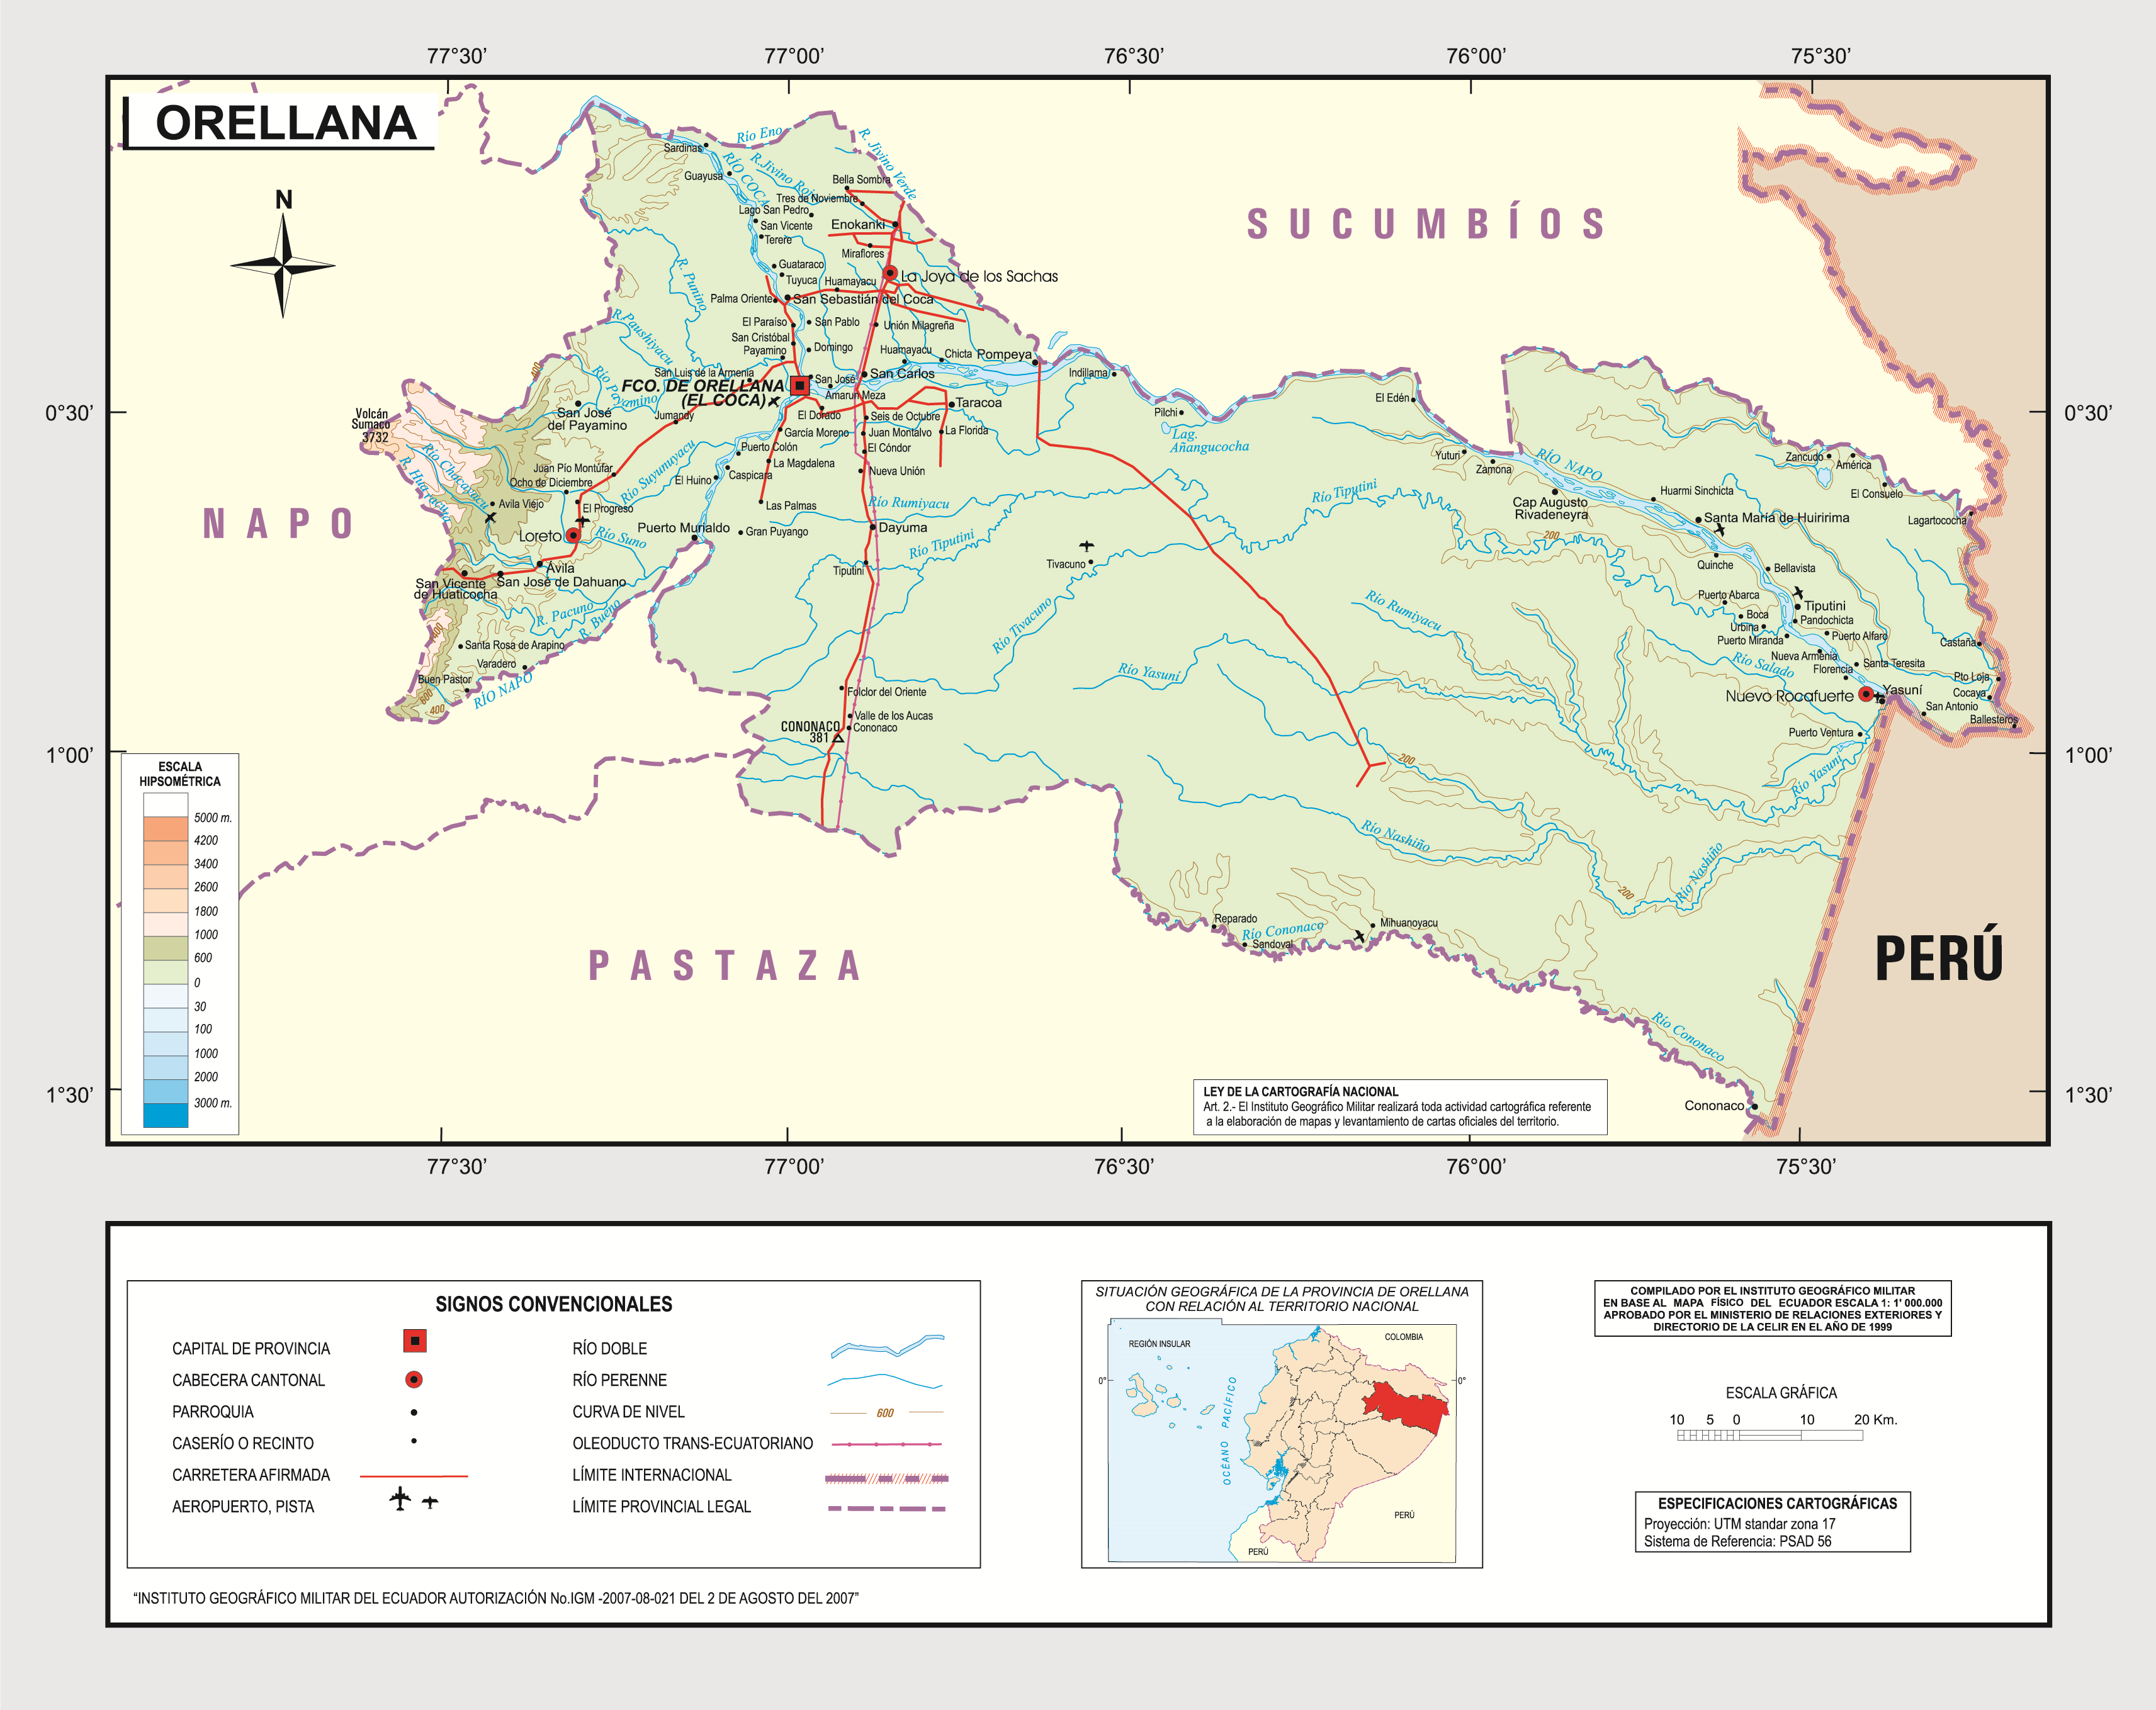 77°30’
77°00’
76°30’
76°00’
75°30’
ORELLANA
N
SUCUMBÍOS
NAPO
PASTAZA
PERÚ
0°30’
0°30’
1°00’
1°00’
1°30’
1°30’
Sardinas
Río Eno
R. Jivino Verde
Guayusa
RÍO COCA
R.Jivino Rojo
Bella Sombra
Tres de Noviembre
Lago San Pedro
San Vicente
Enokanki
Terere
Miraflores
Guataraco
La Joya de los Sachas
Tuyuca
Huamayacu
R. Punino
Palma Oriente
San Sebastián del Coca
El Paraíso
San Pablo
Unión Milagreña
San Cristóbal
R.Paushiyacu
Payamino
Domingo
Huamayacu
Chicta
Pompeya
San Luis de la Armenia
San José
San Carlos
Indillama
400
FCO. DE ORELLANA
(EL COCA)
Río Payamino
Amarun Meza
Taracoa
El Edén
Pilchi
Volcán
Sumaco
3732
San José
del Payamino
Jumandy
El Dorado
Seis de Octubre
García Moreno
Juan Montalvo
La Florida
Lag.
Añangucocha
Puerto Colón
El Cóndor
Yuturi
Zamona
RÍO NAPO
Zancudo
América
Río Chacayacu
Juan Pío Montúfar
La Magdalena
Ocho de Diciembre
Río Suyumuyacu
El Huino
Caspicara
Nueva Unión
Huarmi Sinchicta
El Consuelo
Avila Viejo
El Progreso
Las Palmas
Río Rumiyacu
Río Tiputini
Cap Augusto
Rivadeneyra
Santa María de Huiririma
Lagartococha
Loreto
Río Suno
Puerto Murialdo
Gran Puyango
Dayuma
Río Tiputini
200
Avila
Tiputini
Tivacuno
Quinche
Bellavista
San Vicente
de Huaticocha
San José de Dahuano
Puerto Abarca
Tiputini
R. Pacuno
R. Bueno
Río Tivacuno
Río Rumiyacu
Boca
Pandochicta
Urbina
Puerto Alfaro
Puerto Miranda
Castaña
400
Santa Rosa de Arapino
Nueva Armenia
Varadero
Río Yasuní
Río Salado
Florencia
Santa Teresita
Buen Pastor
Pto Loja
600
400
RÍO NAPO
Folclor del Oriente
Nuevo Rocafuerte
Yasuní
Cocaya
Valle de los Aucas
San Antonio
CONONACO
381
Cononaco
Ballesteros
Puerto Ventura
200
Río Yasuní
Río Nashiño
Río Nashiño
200
Reparado
Río Cononaco
Mihuanoyacu
Sandoval
Río Cononaco
Cononaco
ESCALA
HIPSOMÉTRICA
5000 m.
4200
3400
2600
1800
1000
600
0
30
100
1000
2000
3000 m.
LEY DE LA CARTOGRAFÍA NACIONAL
Art. 2.- El Instituto Geográfico Militar realizará toda actividad cartográfica referente
a la elaboración de mapas y levantamiento de cartas oficiales del territorio.
77°30’
77°00’
76°30’
76°00’
75°30’
SIGNOS CONVENCIONALES
CAPITAL DE PROVINCIA
CABECERA CANTONAL
PARROQUIA
CASERÍO O RECINTO
CARRETERA AFIRMADA
AEROPUERTO, PISTA
RÍO DOBLE
RÍO PERENNE
CURVA DE NIVEL
600
OLEODUCTO TRANS-ECUATORIANO
LÍMITE INTERNACIONAL
LÍMITE PROVINCIAL LEGAL
“INSTITUTO GEOGRÁFICO MILITAR DEL ECUADOR AUTORIZACIÓN No.IGM -2007-08-021 DEL 2 DE AGOSTO DEL 2007”
SITUACIÓN GEOGRÁFICA DE LA PROVINCIA DE ORELLANA
CON RELACIÓN AL TERRITORIO NACIONAL
REGIÓN INSULAR
COLOMBIA
0°
0°
OCÉANO PACÍFICO
PERÚ
PERÚ
COMPILADO POR EL INSTITUTO GEOGRÁFICO MILITAR
EN BASE AL MAPA FÍSICO DEL ECUADOR ESCALA 1: 1' 000.000
APROBADO POR EL MINISTERIO DE RELACIONES EXTERIORES Y
DIRECTORIO DE LA CELIR EN EL AÑO DE 1999
ESCALA GRÁFICA
10 5 0 10 20 Km.
ESPECIFICACIONES CARTOGRÁFICAS
Proyección: UTM standar zona 17
Sistema de Referencia: PSAD 56